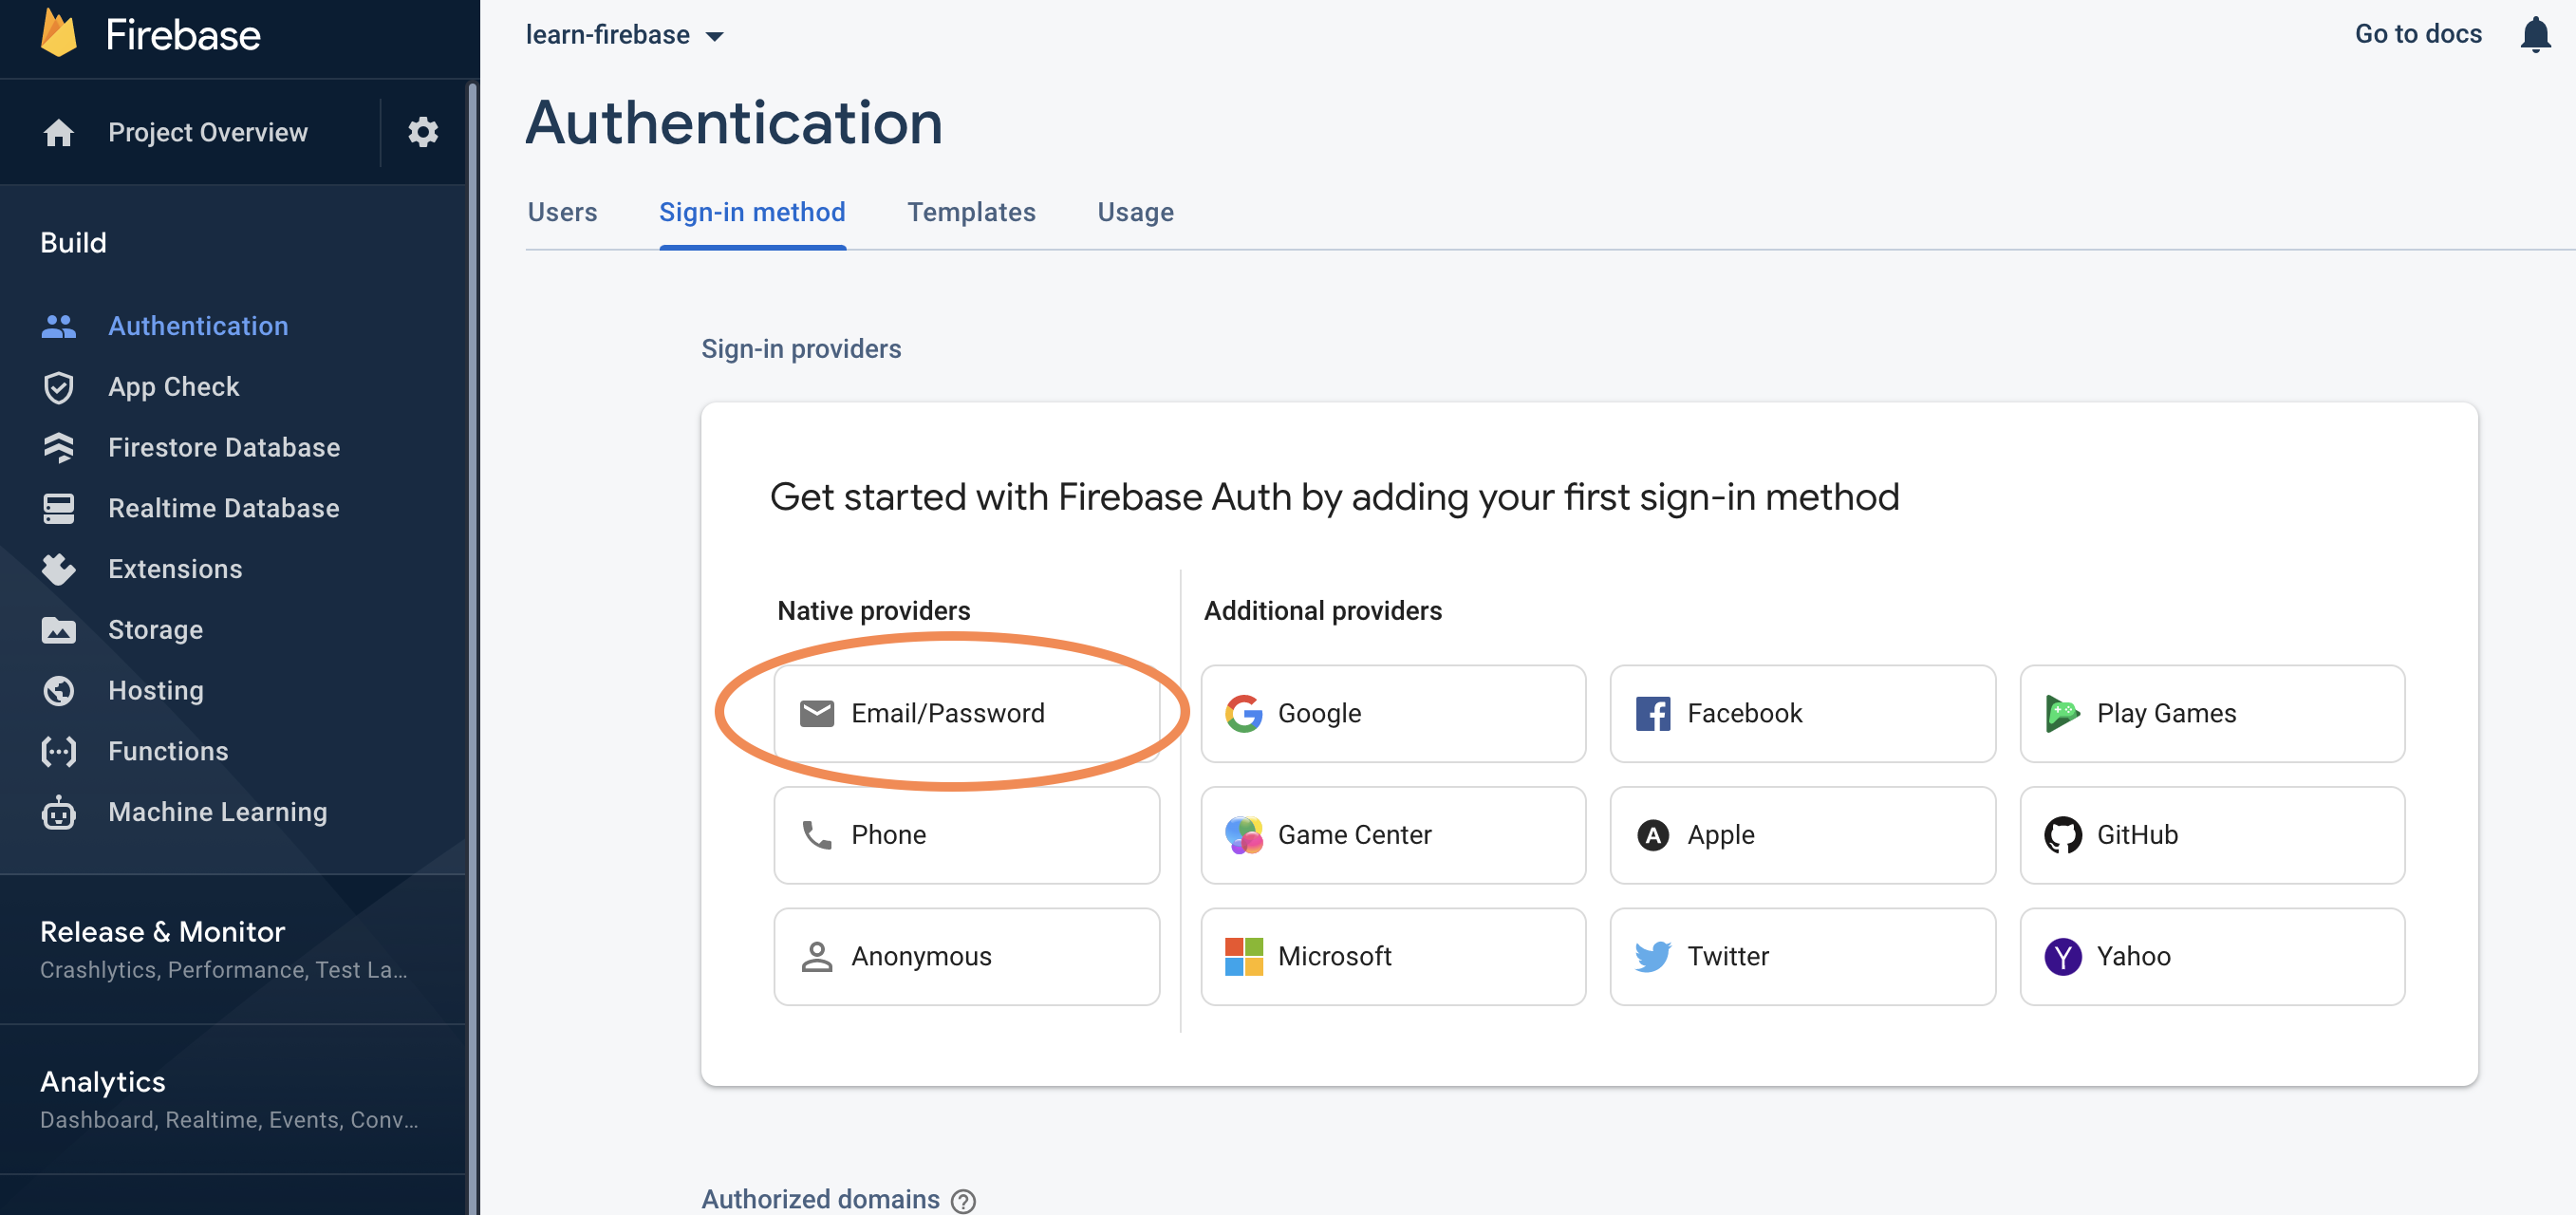 Firebase
Project Overview
Build
Authentication
App Check
Firestore Database
Realtime Database
Extensions
Storage
Hosting
Functions
Machine Learning
Release & Monitor
Crashlytics, Performance, Test La...
Analytics
Dashboard, Realtime, Events, Conv...
learn-firebase
Go to docs
Authentication
Users Sign-in method Templates Usage
Sign-in providers
Get started with Firebase Auth by adding your first sign-in method
Native providers
Email/Password
Phone
Anonymous
Additional providers
Google Facebook Play Games
Game Center Apple GitHub
Microsoft Twitter Yahoo
Authorized domains